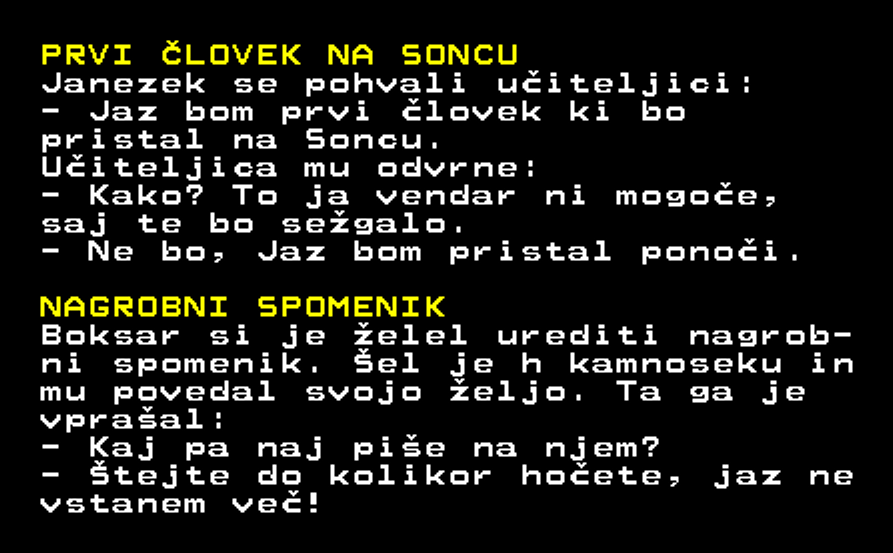 PRVI ČLOVEK NA SONCU
Janezek se pohvali učiteljici:
- Jaz bom prvi človek ki bo
pristal na Soncu.
Učiteljica mu odvrne:
- Kako? To ja vendar ni mogoče,
saj te bo sežgalo.
- Ne bo, Jaz bom pristal ponoči.
NAGROBNI SPOMENIK
Boksar si je želel urediti nagrob-
ni spomenik. Šel je h kamnoseku in
mu povedal svojo željo. Ta ga je
vprašal:
- Kaj pa naj piše na njem?
- Štejte do kolikor hočete, jaz ne
vstanem več!